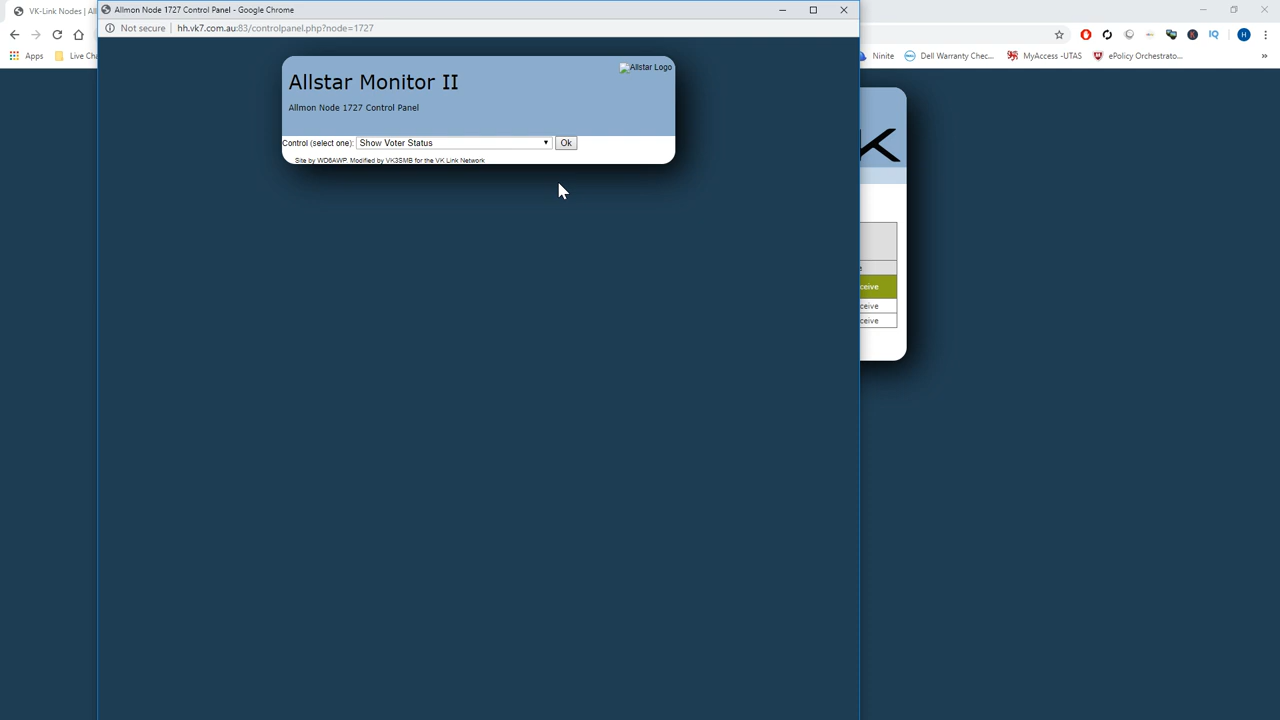 VK-Link Nodes | All
Allmon Node 1727 Control Panel - Google Chrome
Not secure | hh.vk7.com.au:83/controlpanel.php?node=1727
Apps
Live Cha
Ninite
Dell Warranty Chec...
MyAccess -UTAS
ePolicy Orchestrato...
»
IQ
H
Allstar Monitor II
Allstar Logo
Allmon Node 1727 Control Panel
Control (select one):
Show Voter Status
Ok
Site by WD6AWP. Modified by VK3SMB for the VK Link Network
K
e
ceive
ceive
ceive